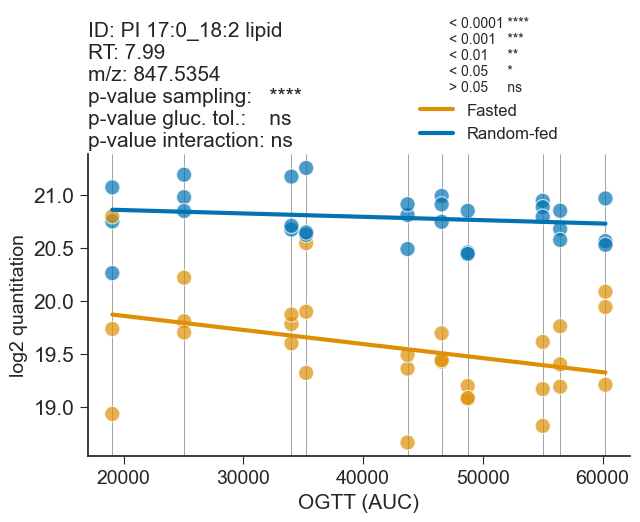 ID: PI 17:0_18:2 lipid
RT: 7.99
m/z: 847.5354
p-value sampling: ****
p-value gluc. tol.: ns
p-value interaction: ns
< 0.0001 ****
< 0.001 ***
< 0.01 **
< 0.05 *
> 0.05 ns
Fasted
Random-fed
log2 quantitation
21.0
20.5
20.0
19.5
19.0
20000 30000 40000 50000 60000
OGTT (AUC)